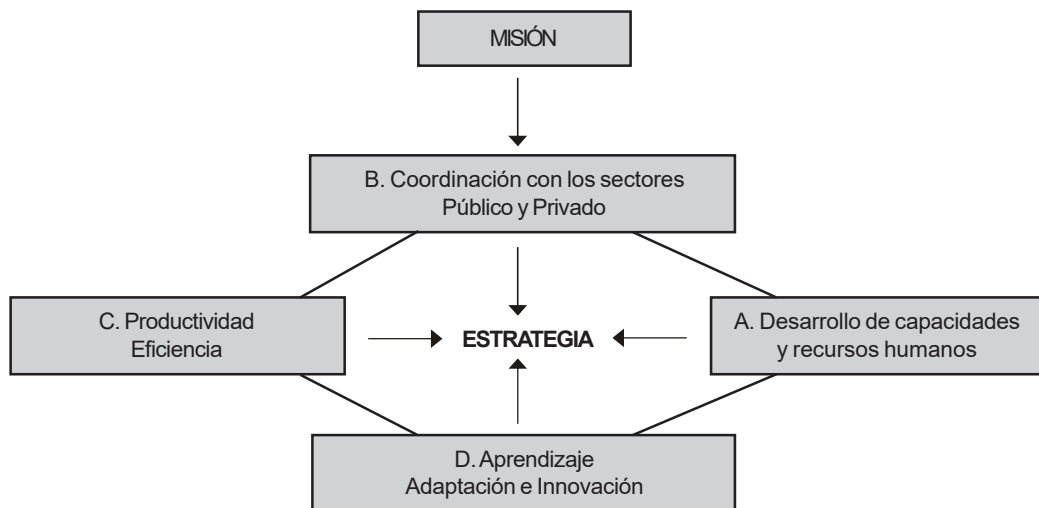 MISIÓN
B. Coordinación con los sectores
Público y Privado
C. Productividad
Eficiencia
ESTRATEGIA
A. Desarrollo de capacidades
y recursos humanos
D. Aprendizaje
Adaptación e Innovación